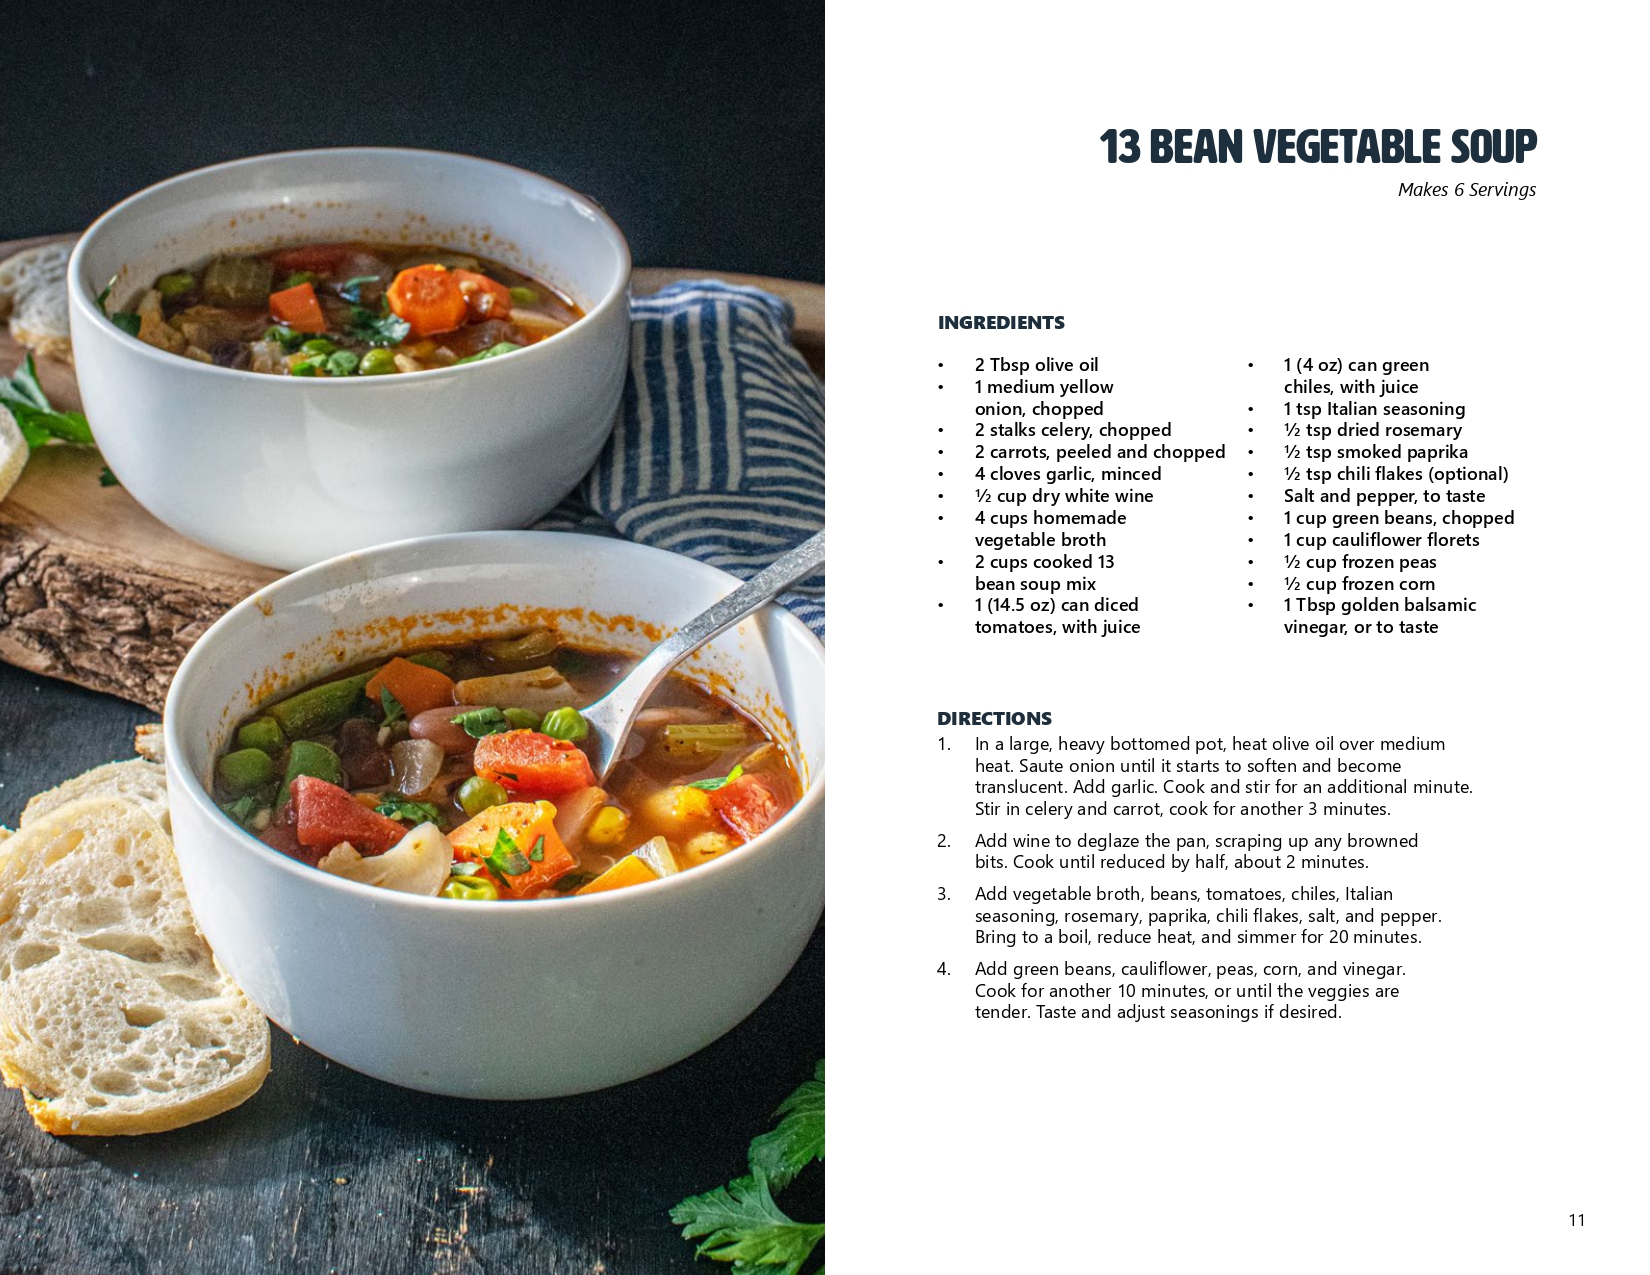 13 BEAN VEGETABLE SOUP
Makes 6 Servings
INGREDIENTS
• 2 Tbsp olive oil
• 1 medium yellow
onion, chopped
• 2 stalks celery, chopped
• 2 carrots, peeled and chopped
• 4 cloves garlic, minced
• ½ cup dry white wine
• 4 cups homemade
vegetable broth
• 2 cups cooked 13
bean soup mix
• 1 (14.5 oz) can diced
tomatoes, with juice
• 1 (4 oz) can green
chiles, with juice
• 1 tsp Italian seasoning
• ½ tsp dried rosemary
• ½ tsp smoked paprika
• ½ tsp chili flakes (optional)
• Salt and pepper, to taste
• 1 cup green beans, chopped
• 1 cup cauliflower florets
• ½ cup frozen peas
• ½ cup frozen corn
• 1 Tbsp golden balsamic
vinegar, or to taste
DIRECTIONS
1. In a large, heavy bottomed pot, heat olive oil over medium
heat. Saute onion until it starts to soften and become
translucent. Add garlic. Cook and stir for an additional minute.
Stir in celery and carrot, cook for another 3 minutes.
2. Add wine to deglaze the pan, scraping up any browned
bits. Cook until reduced by half, about 2 minutes.
3. Add vegetable broth, beans, tomatoes, chiles, Italian
seasoning, rosemary, paprika, chili flakes, salt, and pepper.
Bring to a boil, reduce heat, and simmer for 20 minutes.
4. Add green beans, cauliflower, peas, corn, and vinegar.
Cook for another 10 minutes, or until the veggies are
tender. Taste and adjust seasonings if desired.
11